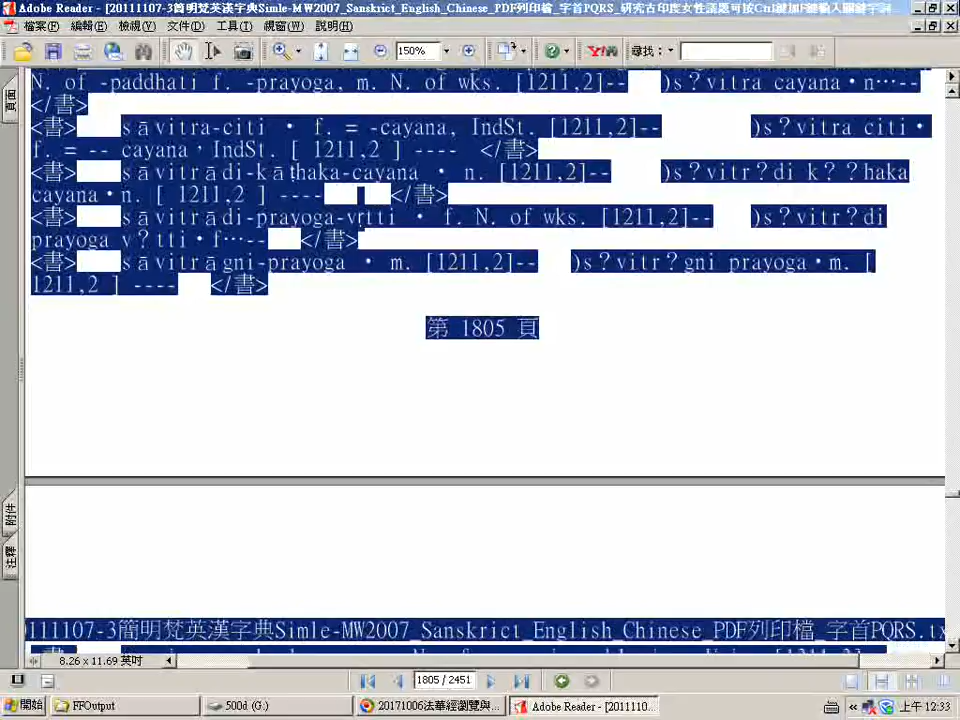 Adobe Reader - [20111107-3簡明梵英漢字典Simle-MW2007_Sanskrict_English_Chinese_PDF列印檔_字首PQRS_研究古印度女性議題可按Ctrl鍵加F鍵輸入關鍵字詞
檔案(F) 編輯(E) 檢視(V) 文件(D) 工具(T) 視窗(W) 說明(H)
150% Y! 尋找：
頁面
N. of -paddhati f. -prayoga, m. N. of wks. [1211,2]-- )s？vitra cayana‧n…--
</書>
<書> sāvitra-citi ‧ f. = -cayana, IndSt. [1211,2]-- )s？vitra citi‧
f. = -- cayana，IndSt. [ 1211,2 ] ---- </書>
<書> sāvitrādi-kāṭhaka-cayana ‧ n. [1211,2]-- )s？vitr？di k？？haka
cayana‧n. [ 1211,2 ] ---- </書>
<書> sāvitrādi-prayoga-vṛtti ‧ f. N. of wks. [1211,2]-- )s？vitr？di
prayoga v？tti‧f…-- </書>
<書> sāvitrāgni-prayoga ‧ m. [1211,2]-- )s？vitr？gni prayoga‧m. [
1211,2 ] ---- </書>
第 1805 頁
附件
注釋
111107-3簡明梵英漢字典Simle-MW2007_Sanskrict_English_Chinese_PDF列印檔_字首PQRS.tx
8.26 x 11.69 英吋
1805 / 2451
開始 FFOutput 500d (G:) 20171006法華經瀏覽與... Adobe Reader - [2011110... « 上午 12:33